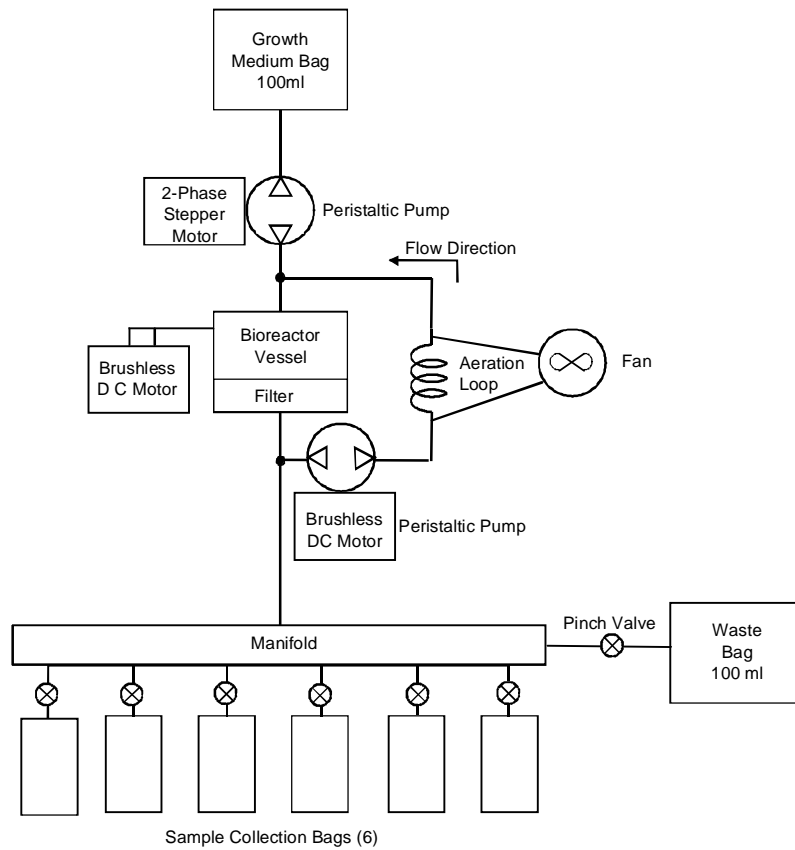 Growth
Medium Bag
100ml
2-Phase
Stepper
Motor
Peristaltic Pump
Flow Direction
Bioreactor
Vessel
Filter
Brushless
D C Motor
Aeration
Loop
Fan
Brushless
DC Motor
Peristaltic Pump
Manifold
Pinch Valve
Waste
Bag
100 ml
Sample Collection Bags (6)